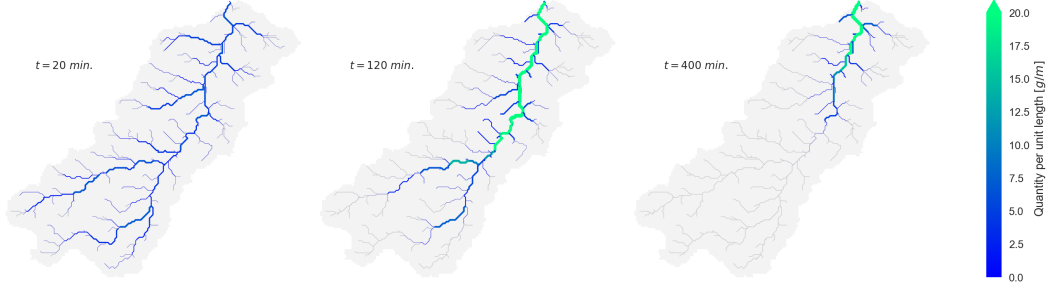 t = 20 min.
t = 120 min.
t = 400 min.
20.0
17.5
15.0
12.5
10.0
7.5
5.0
2.5
0.0
Quantity per unit length [g/m]